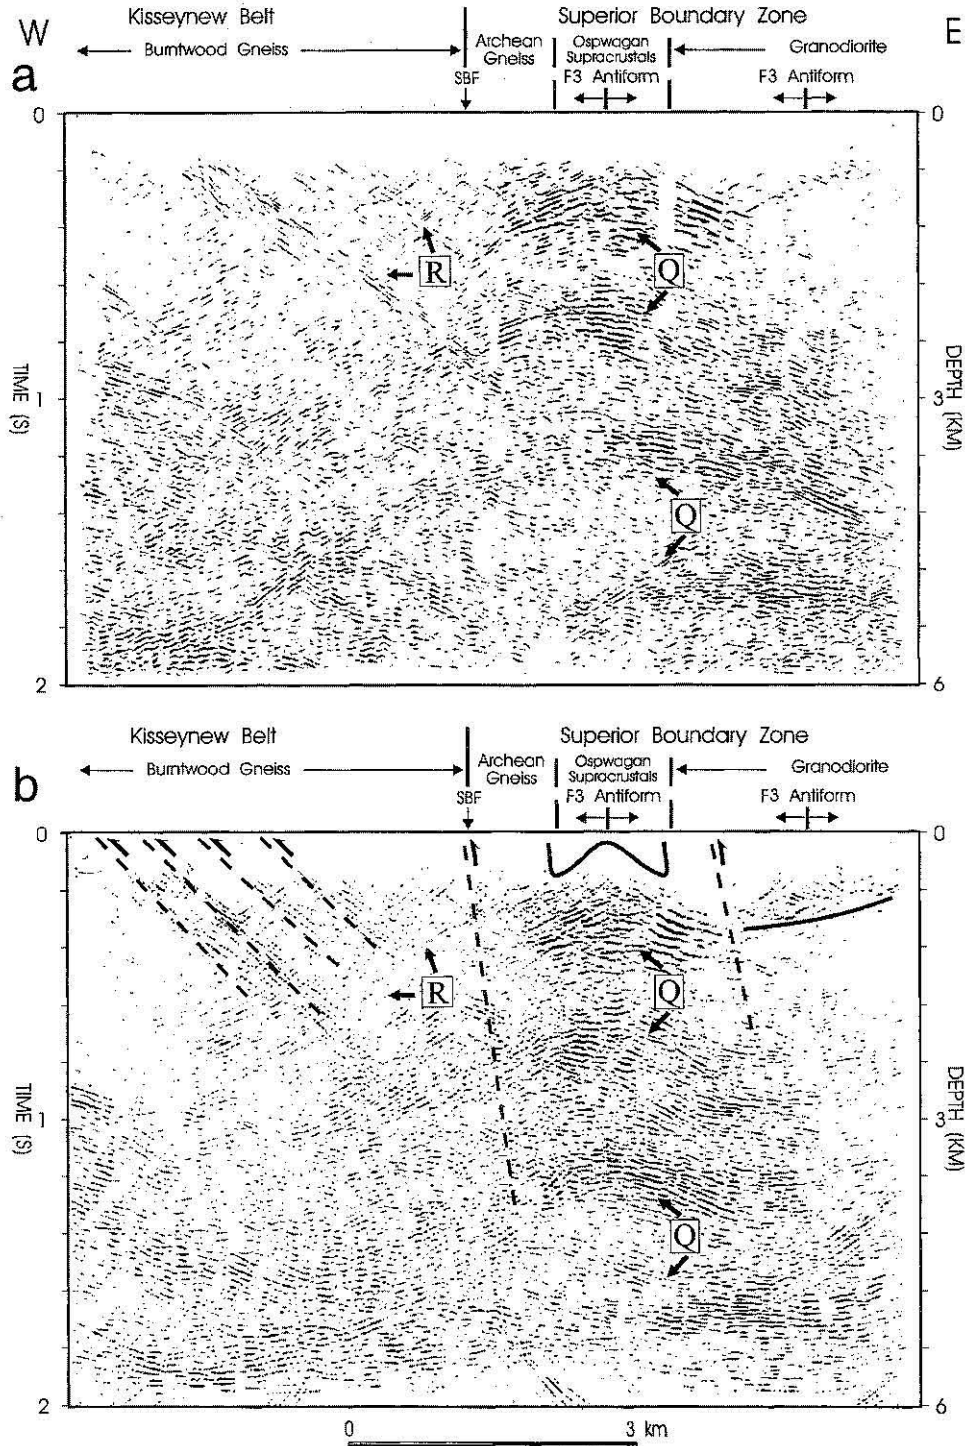 Kisseynew Belt Superior Boundary Zone
W E
Burntwood Gneiss Archean Gneiss Ospwagan Supracrustals Granodiorite
a SBF F3 Antiform F3 Antiform
0 0
R Q
TIME (S) 1 3 DEPTH (KM)
Q
2 6
Kisseynew Belt Superior Boundary Zone
Burntwood Gneiss Archean Gneiss Ospwagan Supracrustals Granodiorite
b SBF F3 Antiform F3 Antiform
0 0
R Q
TIME (S) 1 3 DEPTH (KM)
Q
2 6
0 3 km